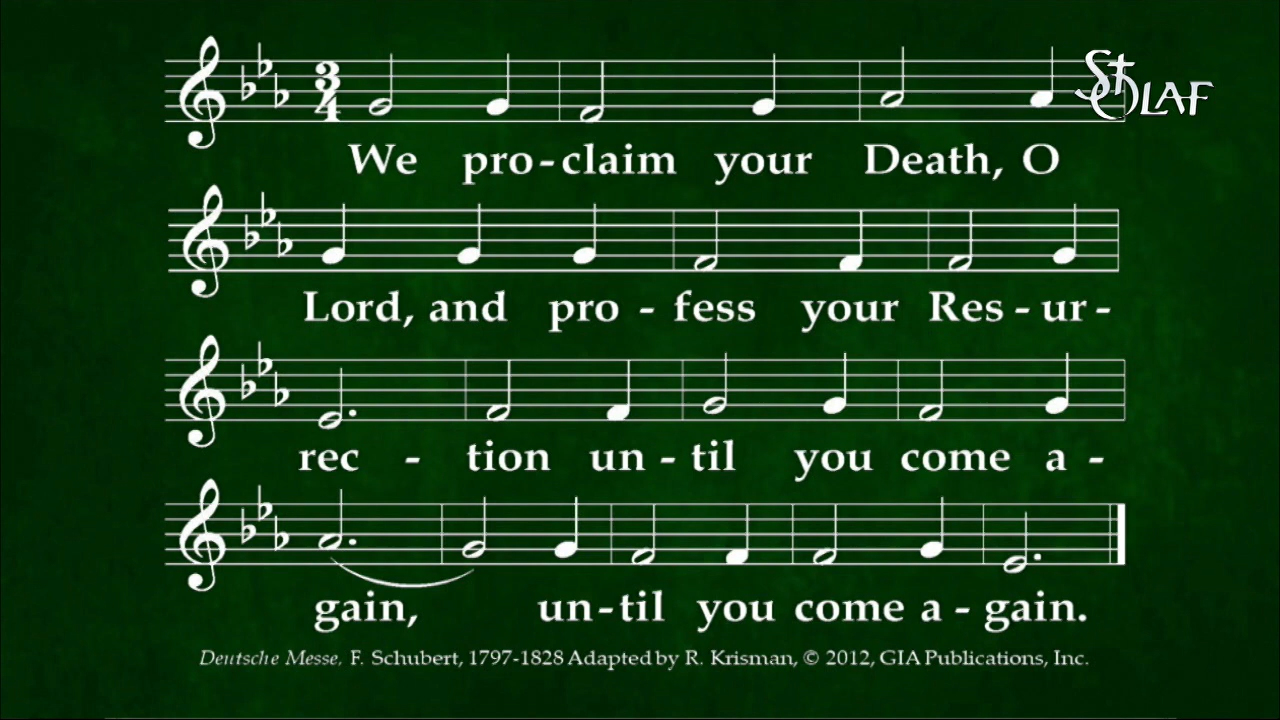 St OLAF
3
4
We pro-claim your Death, O
Lord, and pro - fess your Res - ur -
rec - tion un - til you come a -
gain, un - til you come a - gain.
Deutsche Messe, F. Schubert, 1797-1828 Adapted by R. Krisman, © 2012, GIA Publications, Inc.